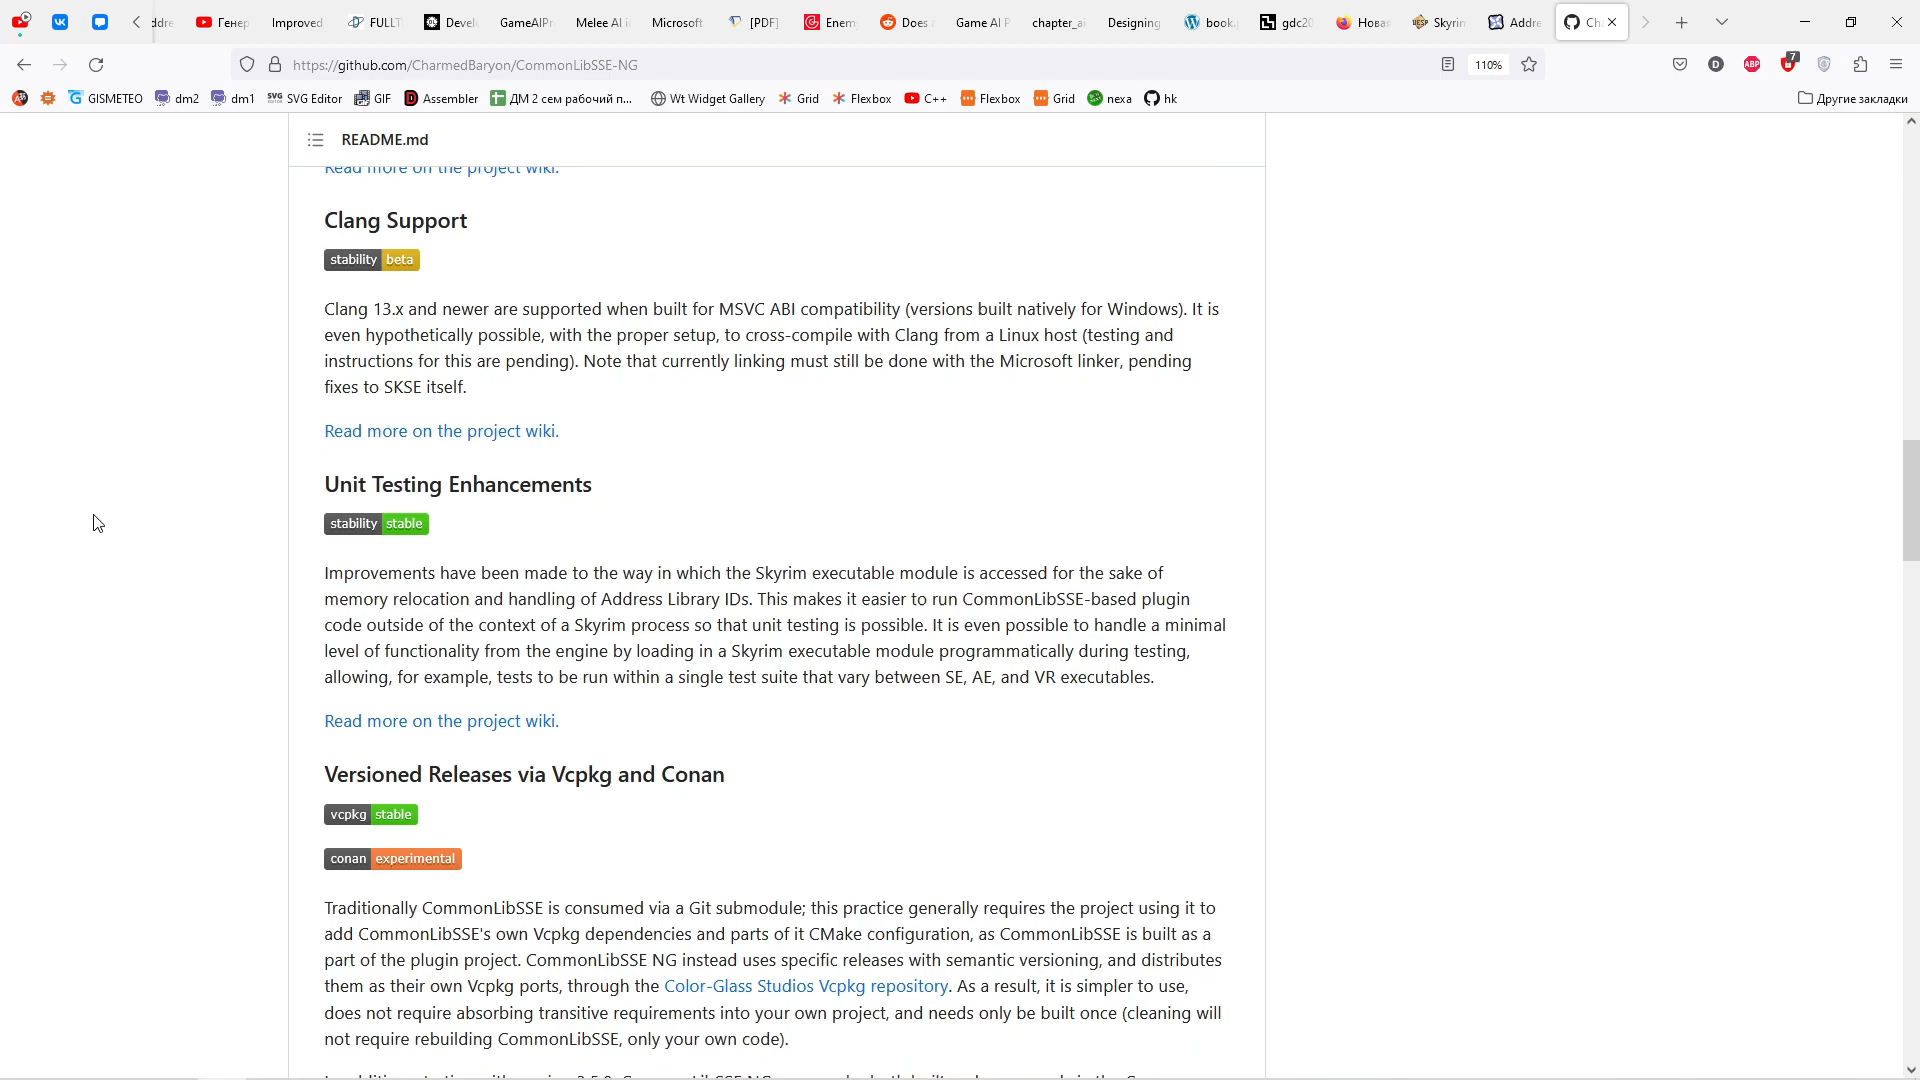 ddre
Генер
Improved
FULLT
Devel
GameAIPr
Melee AI i
Microsoft
[PDF]
Enem
Does
Game AI P
chapter_ai
Designing
book.
gdc20
Новая
Skyrim
Addre
Ch
https://github.com/CharmedBaryon/CommonLibSSE-NG
110%
D
ABP
7
GISMETEO
dm2
dm1
SVG Editor
GIF
Assembler
ДМ 2 сем рабочий п...
Wt Widget Gallery
Grid
Flexbox
C++
Flexbox
Grid
nexa
hk
Другие закладки
README.md
Read more on the project wiki.
Clang Support
stability beta
Clang 13.x and newer are supported when built for MSVC ABI compatibility (versions built natively for Windows). It is
even hypothetically possible, with the proper setup, to cross-compile with Clang from a Linux host (testing and
instructions for this are pending). Note that currently linking must still be done with the Microsoft linker, pending
fixes to SKSE itself.
Read more on the project wiki.
Unit Testing Enhancements
stability stable
Improvements have been made to the way in which the Skyrim executable module is accessed for the sake of
memory relocation and handling of Address Library IDs. This makes it easier to run CommonLibSSE-based plugin
code outside of the context of a Skyrim process so that unit testing is possible. It is even possible to handle a minimal
level of functionality from the engine by loading in a Skyrim executable module programmatically during testing,
allowing, for example, tests to be run within a single test suite that vary between SE, AE, and VR executables.
Read more on the project wiki.
Versioned Releases via Vcpkg and Conan
vcpkg stable
conan experimental
Traditionally CommonLibSSE is consumed via a Git submodule; this practice generally requires the project using it to
add CommonLibSSE's own Vcpkg dependencies and parts of it CMake configuration, as CommonLibSSE is built as a
part of the plugin project. CommonLibSSE NG instead uses specific releases with semantic versioning, and distributes
them as their own Vcpkg ports, through the Color-Glass Studios Vcpkg repository. As a result, it is simpler to use,
does not require absorbing transitive requirements into your own project, and needs only be built once (cleaning will
not require rebuilding CommonLibSSE, only your own code).